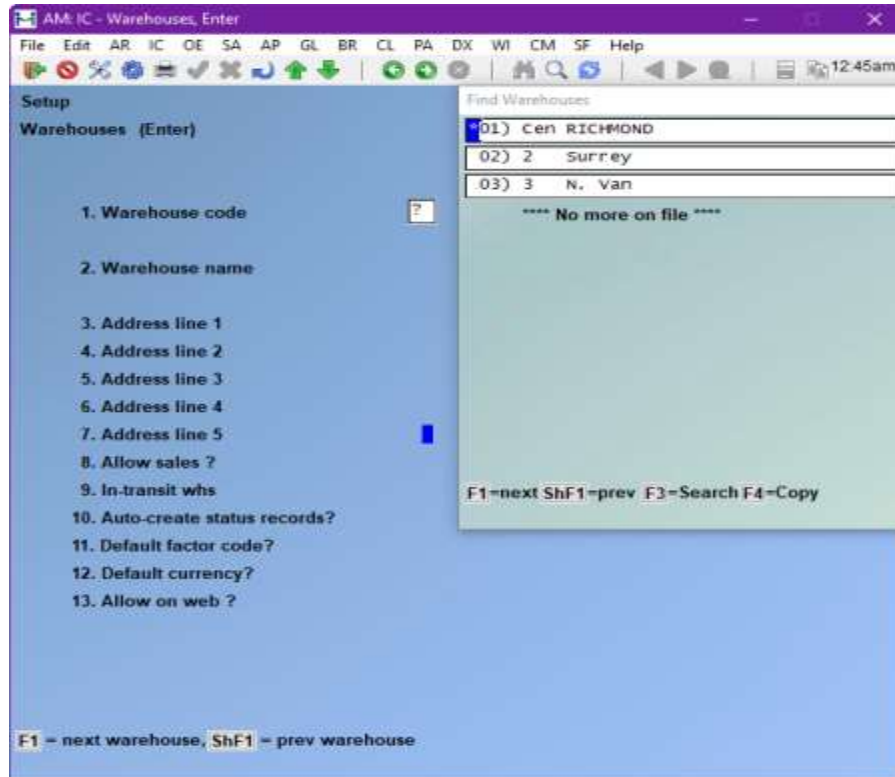 AM: IC - Warehouses, Enter
File Edit AR IC OE SA AP GL BR CL PA DX WI CM SF Help
12:45am
Setup
Warehouses (Enter)
1. Warehouse code ?
2. Warehouse name
3. Address line 1
4. Address line 2
5. Address line 3
6. Address line 4
7. Address line 5
8. Allow sales ?
9. In-transit whs
10. Auto-create status records?
11. Default factor code?
12. Default currency?
13. Allow on web ?
F1 = next warehouse, ShF1 = prev warehouse
Find Warehouses
*01) Cen RICHMOND
02) 2 Surrey
03) 3 N. Van
**** No more on file ****
F1=next ShF1=prev F3=Search F4=Copy